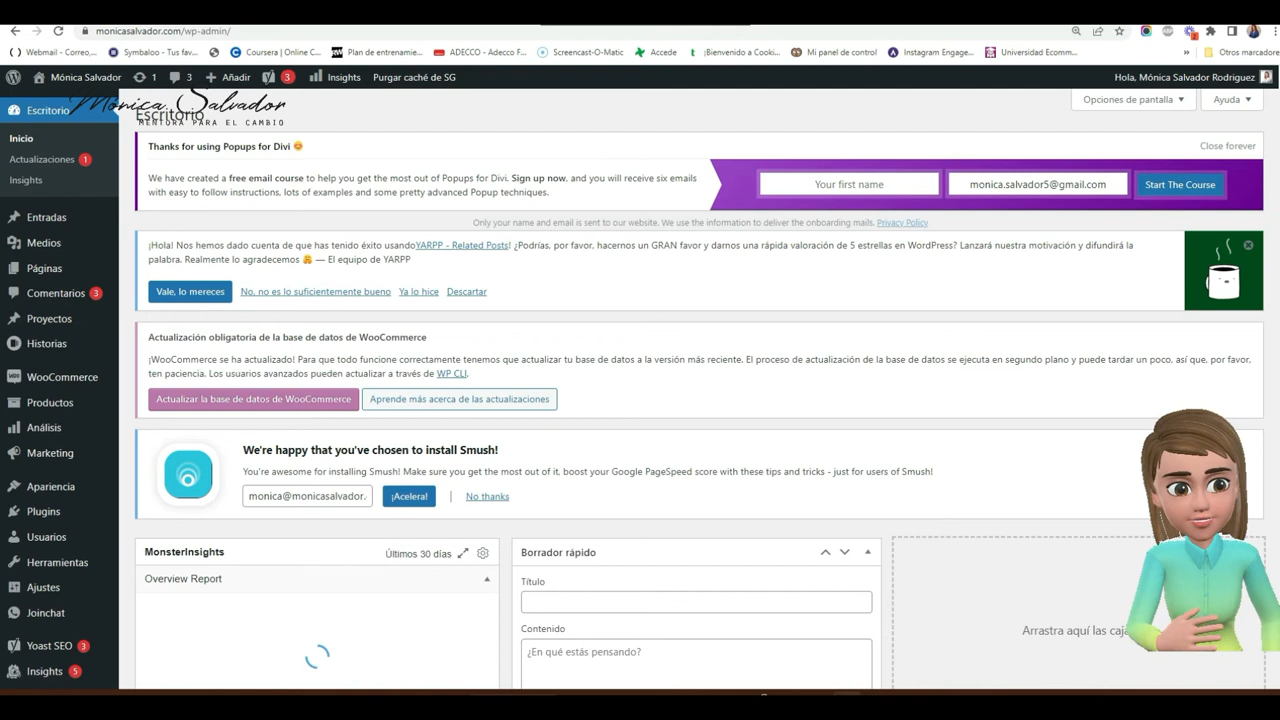 monicasalvador.com/wp-admin/
Webmail - Correo,...
Symbaloo - Tus fav...
Coursera | Online C...
Plan de entrenamie...
ADECCO - Adecco F...
Screencast-O-Matic
Accede
¡Bienvenido a Cooki...
Mi panel de control
Instagram Engage...
Universidad Ecomm...
»
Otros marcadores
Mónica Salvador
1
3
Añadir
3
Insights
Purgar caché de SG
Hola, Mónica Salvador Rodriguez
Mónica Salvador
MENTORA PARA EL CAMBIO
Escritorio
Opciones de pantalla
Ayuda
Escritorio
Inicio
Actualizaciones 1
Insights
Entradas
Medios
Páginas
Comentarios 3
Proyectos
Historias
WooCommerce
Productos
Análisis
Marketing
Apariencia
Plugins
Usuarios
Herramientas
Ajustes
Joinchat
Yoast SEO 3
Insights 5
Thanks for using Popups for Divi 😊
Close forever
We have created a free email course to help you get the most out of Popups for Divi. Sign up now, and you will receive six emails
with easy to follow instructions, lots of examples and some pretty advanced Popup techniques.
Your first name
monica.salvador5@gmail.com
Start The Course
Only your name and email is sent to our website. We use the information to deliver the onboarding mails. Privacy Policy
¡Hola! Nos hemos dado cuenta de que has tenido éxito usandoYARPP - Related Posts! ¿Podrías, por favor, hacernos un GRAN favor y darnos una rápida valoración de 5 estrellas en WordPress? Lanzará nuestra motivación y difundirá la
palabra. Realmente lo agradecemos 🤗 — El equipo de YARPP
Vale, lo mereces
No, no es lo suficientemente bueno
Ya lo hice
Descartar
Actualización obligatoria de la base de datos de WooCommerce
¡WooCommerce se ha actualizado! Para que todo funcione correctamente tenemos que actualizar tu base de datos a la versión más reciente. El proceso de actualización de la base de datos se ejecuta en segundo plano y puede tardar un poco, así que, por favor,
ten paciencia. Los usuarios avanzados pueden actualizar a través de WP CLI.
Actualizar la base de datos de WooCommerce
Aprende más acerca de las actualizaciones
We're happy that you've chosen to install Smush!
You're awesome for installing Smush! Make sure you get the most out of it, boost your Google PageSpeed score with these tips and tricks - just for users of Smush!
monica@monicasalvador.
¡Acelera!
No thanks
MonsterInsights
Últimos 30 días
Overview Report
Borrador rápido
Título
Contenido
¿En qué estás pensando?
Arrastra aquí las caja